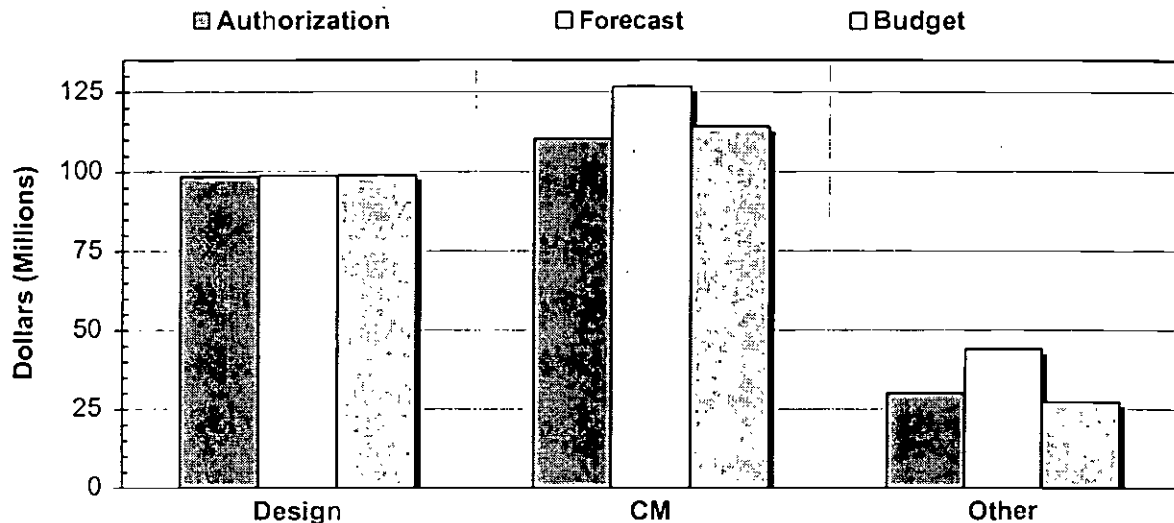 Authorization Forecast Budget
125
100
75
50
25
0
Dollars (Millions)
Design CM Other